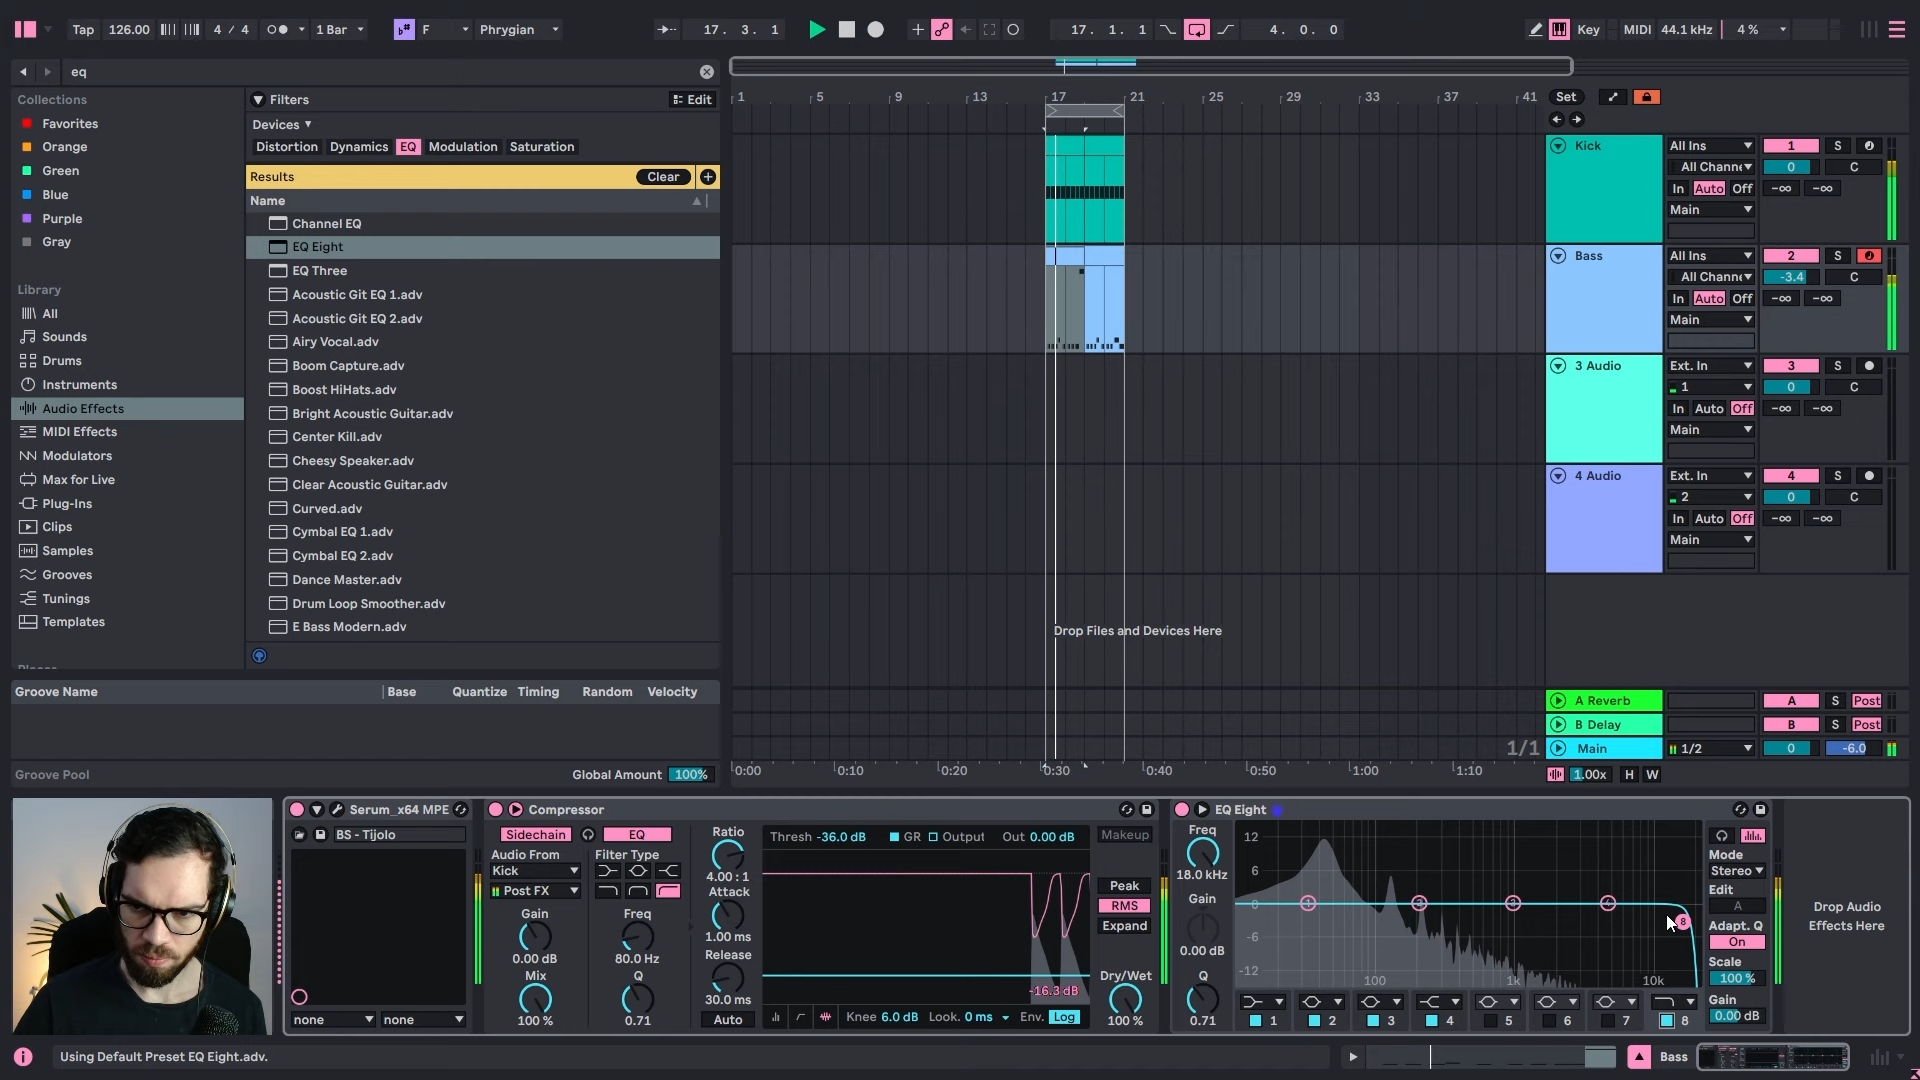 Tap 126.00 4 / 4 1 Bar F Phrygian 17. 3. 1 17. 1. 1 4. 0. 0 Key MIDI 44.1 kHz 4 %
eq
Collections
Favorites
Orange
Green
Blue
Purple
Gray
Library
All
Sounds
Drums
Instruments
Audio Effects
MIDI Effects
Modulators
Max for Live
Plug-Ins
Clips
Samples
Grooves
Tunings
Templates
Filters Edit
Devices
Distortion Dynamics EQ Modulation Saturation
Results Clear
Name
Channel EQ
EQ Eight
EQ Three
Acoustic Git EQ 1.adv
Acoustic Git EQ 2.adv
Airy Vocal.adv
Boom Capture.adv
Boost HiHats.adv
Bright Acoustic Guitar.adv
Center Kill.adv
Cheesy Speaker.adv
Clear Acoustic Guitar.adv
Curved.adv
Cymbal EQ 1.adv
Cymbal EQ 2.adv
Dance Master.adv
Drum Loop Smoother.adv
E Bass Modern.adv
Groove Name Base Quantize Timing Random Velocity
Groove Pool Global Amount 100%
1 5 9 13 17 21 25 29 33 37 41
Drop Files and Devices Here
1/1
0:00 0:10 0:20 0:30 0:40 0:50 1:00 1:10
Set
Kick All Ins 1 S
All Channe 0 C
In Auto Off -∞ -∞
Main
Bass All Ins 2 S
All Channe -3.4 C
In Auto Off -∞ -∞
Main
3 Audio Ext. In 3 S
1 0 C
In Auto Off -∞ -∞
Main
4 Audio Ext. In 4 S
2 0 C
In Auto Off -∞ -∞
Main
A Reverb A S Post
B Delay B S Post
Main 1/2 0 -6.0
1.00x H W
Serum_x64 MPE
BS - Tijolo
none none
Compressor
Sidechain EQ
Audio From Filter Type
Kick
Post FX
Gain Freq
0.00 dB 80.0 Hz
Mix Q
100 % 0.71
Ratio
4.00 : 1
Attack
1.00 ms
Release
30.0 ms
Auto
Thresh -36.0 dB GR Output Out 0.00 dB
-16.3 dB
Knee 6.0 dB Look. 0 ms Env. Log
Makeup
Peak
RMS
Expand
Dry/Wet
100 %
EQ Eight
Freq
18.0 kHz
Gain
0.00 dB
Q
0.71
12
6
0
-6
-12
100 1k 10k
1 2 3 4 8
1 2 3 4 5 6 7 8
Mode
Stereo
Edit
A
Adapt. Q
On
Scale
100 %
Gain
0.00 dB
Drop Audio
Effects Here
Using Default Preset EQ Eight.adv.
Bass